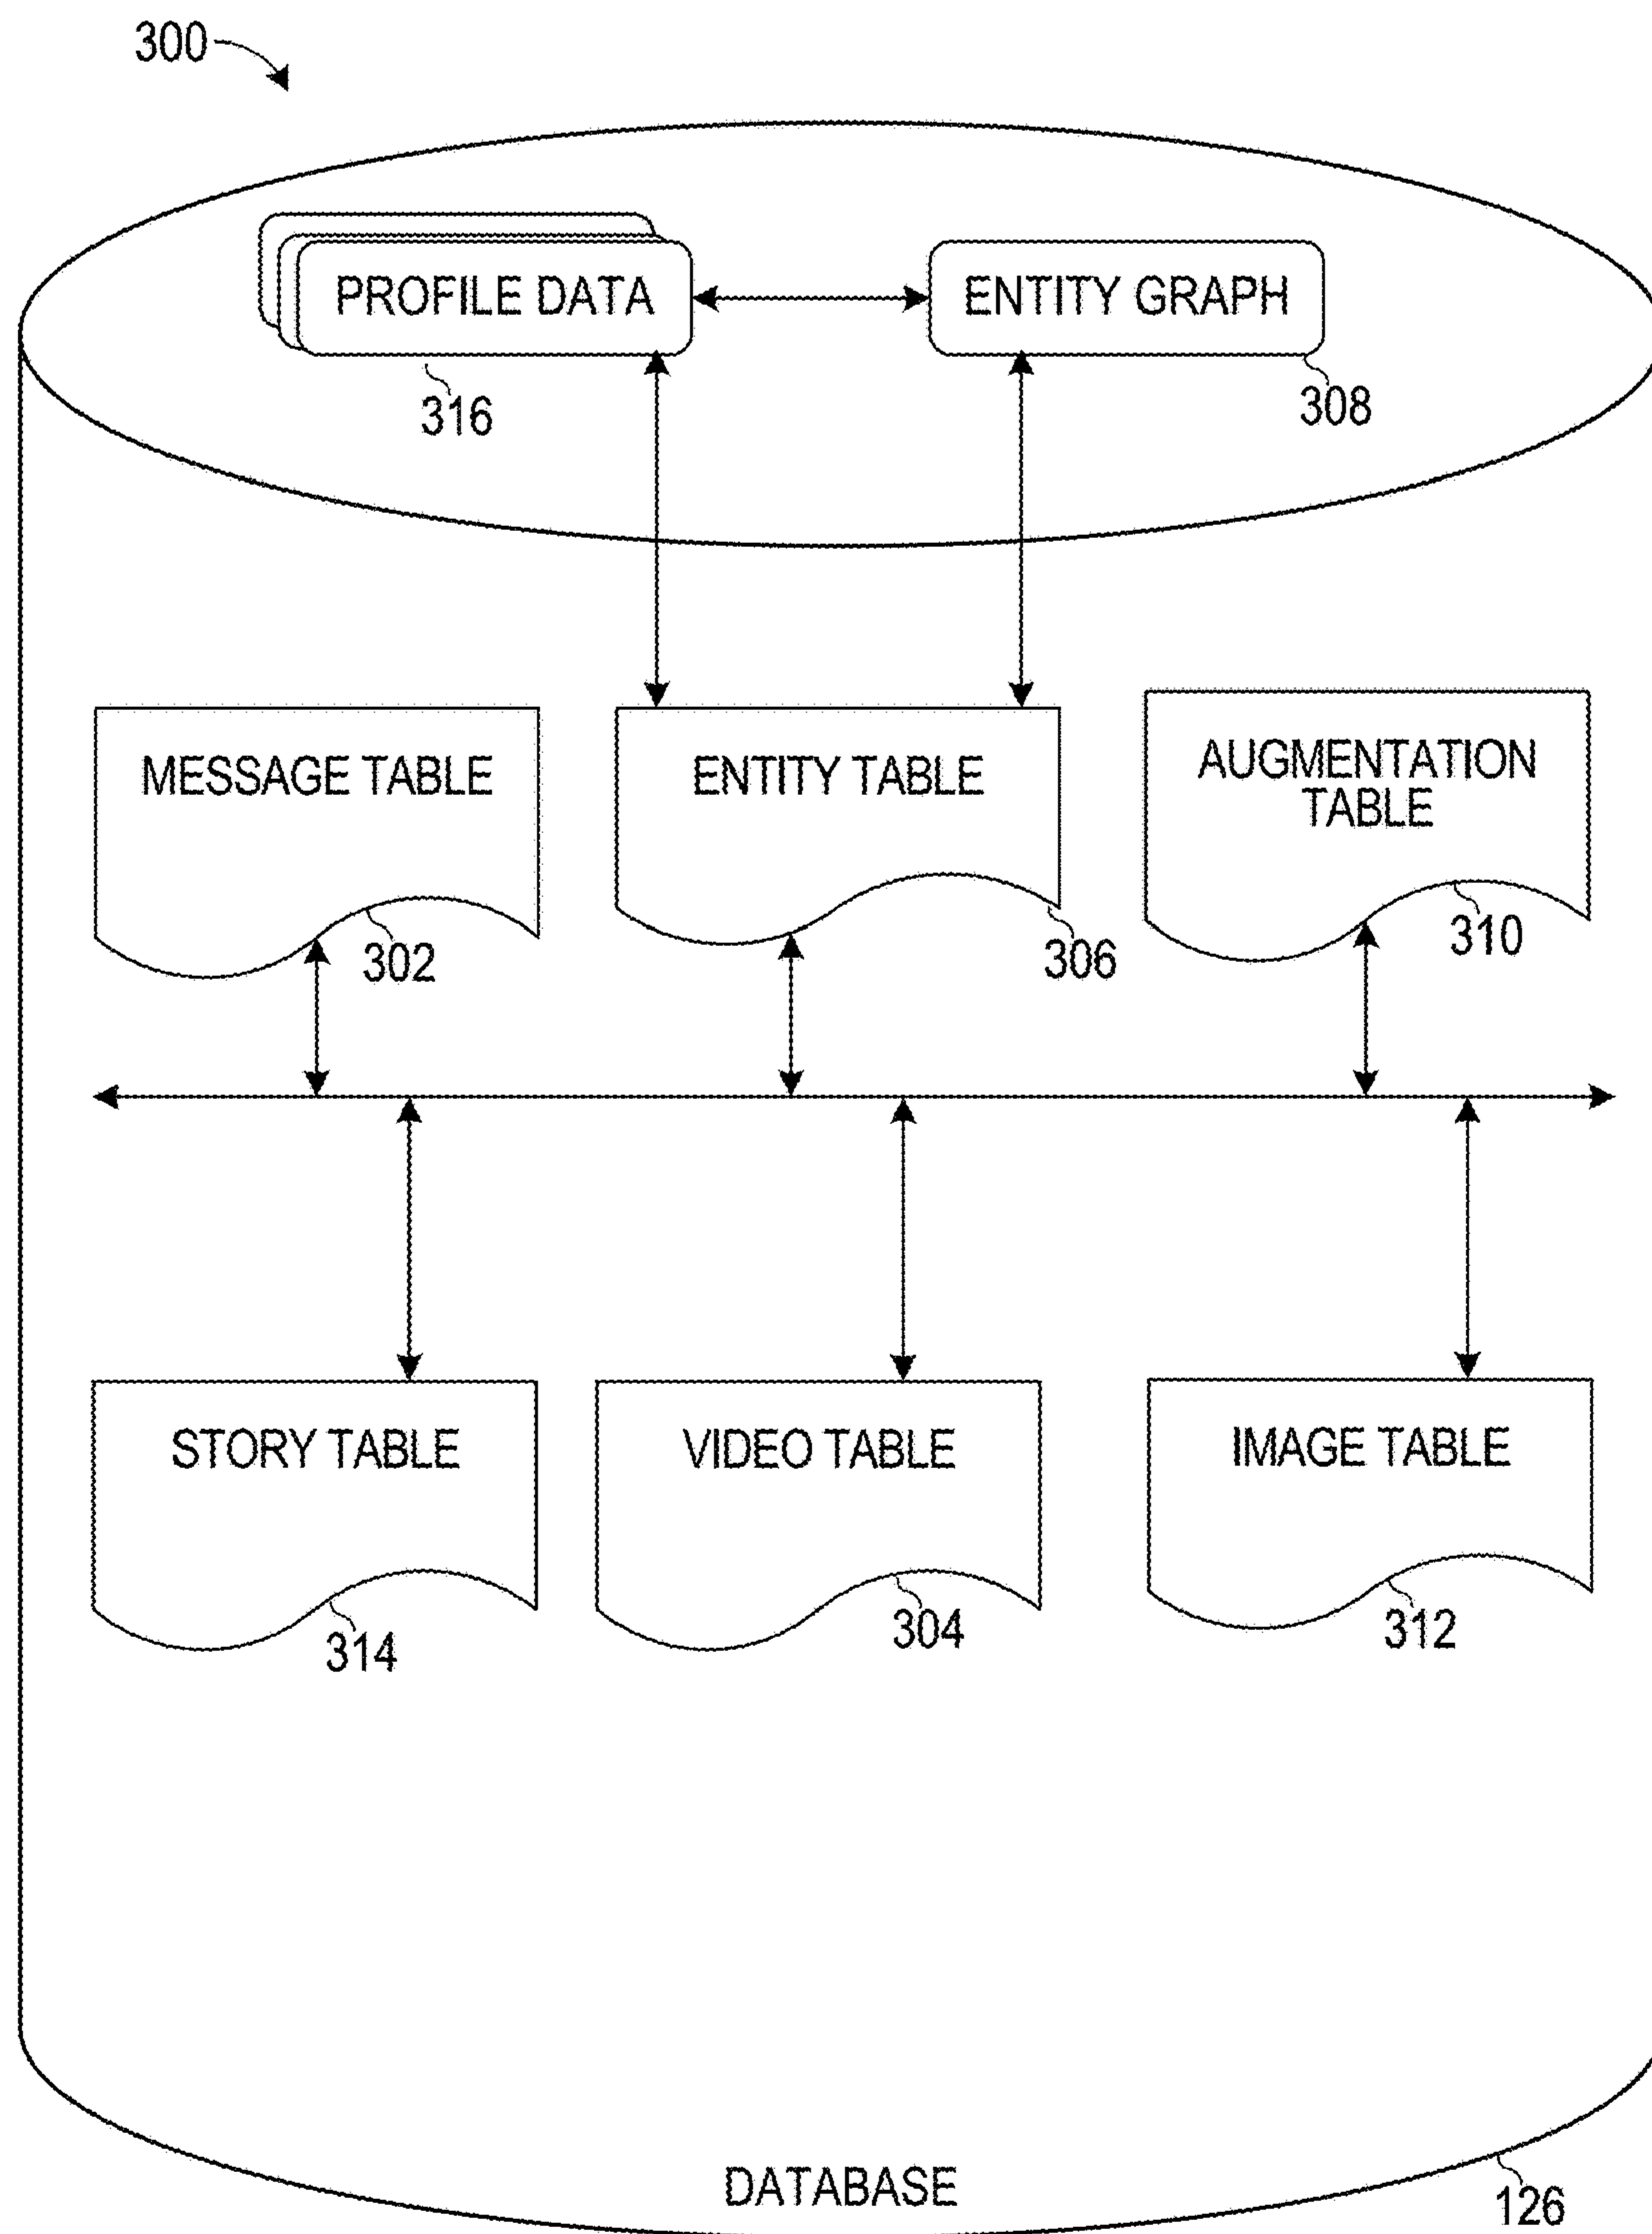 300
PROFILE DATA
ENTITY GRAPH
316
308
MESSAGE TABLE
ENTITY TABLE
AUGMENTATION
TABLE
302
306
310
STORY TABLE
VIDEO TABLE
IMAGE TABLE
314
304
312
DATABASE
126